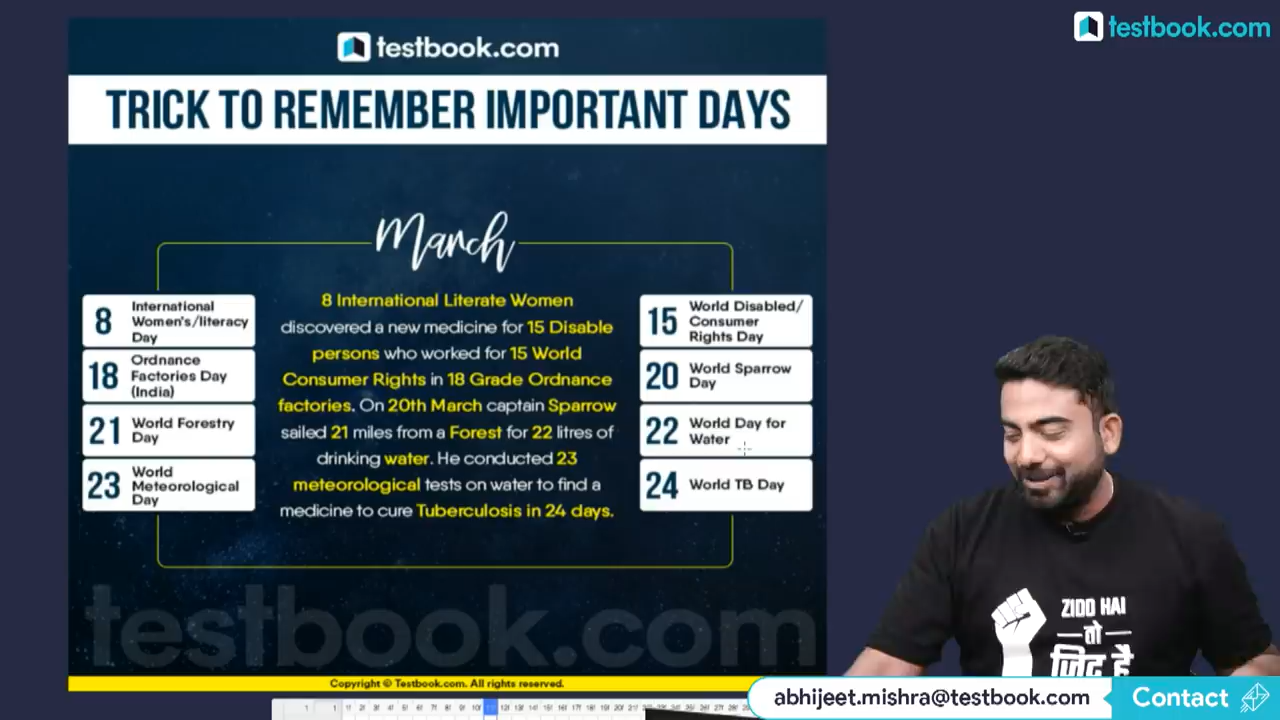 testbook.com
testbook.com
TRICK TO REMEMBER IMPORTANT DAYS
March
8 International Women's/literacy Day
18 Ordnance Factories Day (India)
21 World Forestry Day
23 World Meteorological Day
8 International Literate Women
discovered a new medicine for 15 Disable
persons who worked for 15 World
Consumer Rights in 18 Grade Ordnance
factories. On 20th March captain Sparrow
sailed 21 miles from a Forest for 22 litres of
drinking water. He conducted 23
meteorological tests on water to find a
medicine to cure Tuberculosis in 24 days.
15 World Disabled/ Consumer Rights Day
20 World Sparrow Day
22 World Day for Water
24 World TB Day
testbook.com
Copyright © Testbook.com. All rights reserved.
ZIDD HAI
तो
ज़िद है
abhijeet.mishra@testbook.com
Contact